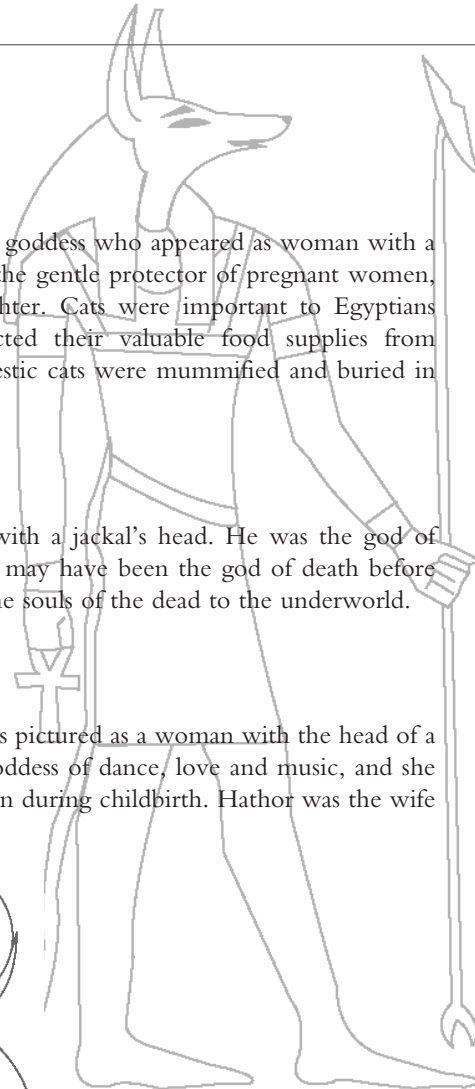 goddess who appeared as woman with a
the gentle protector of pregnant women,
hter. Cats were important to Egyptians
cted their valuable food supplies from
estic cats were mummified and buried in
with a jackal’s head. He was the god of
may have been the god of death before
he souls of the dead to the underworld.
s pictured as a woman with the head of a
oddess of dance, love and music, and she
n during childbirth. Hathor was the wife